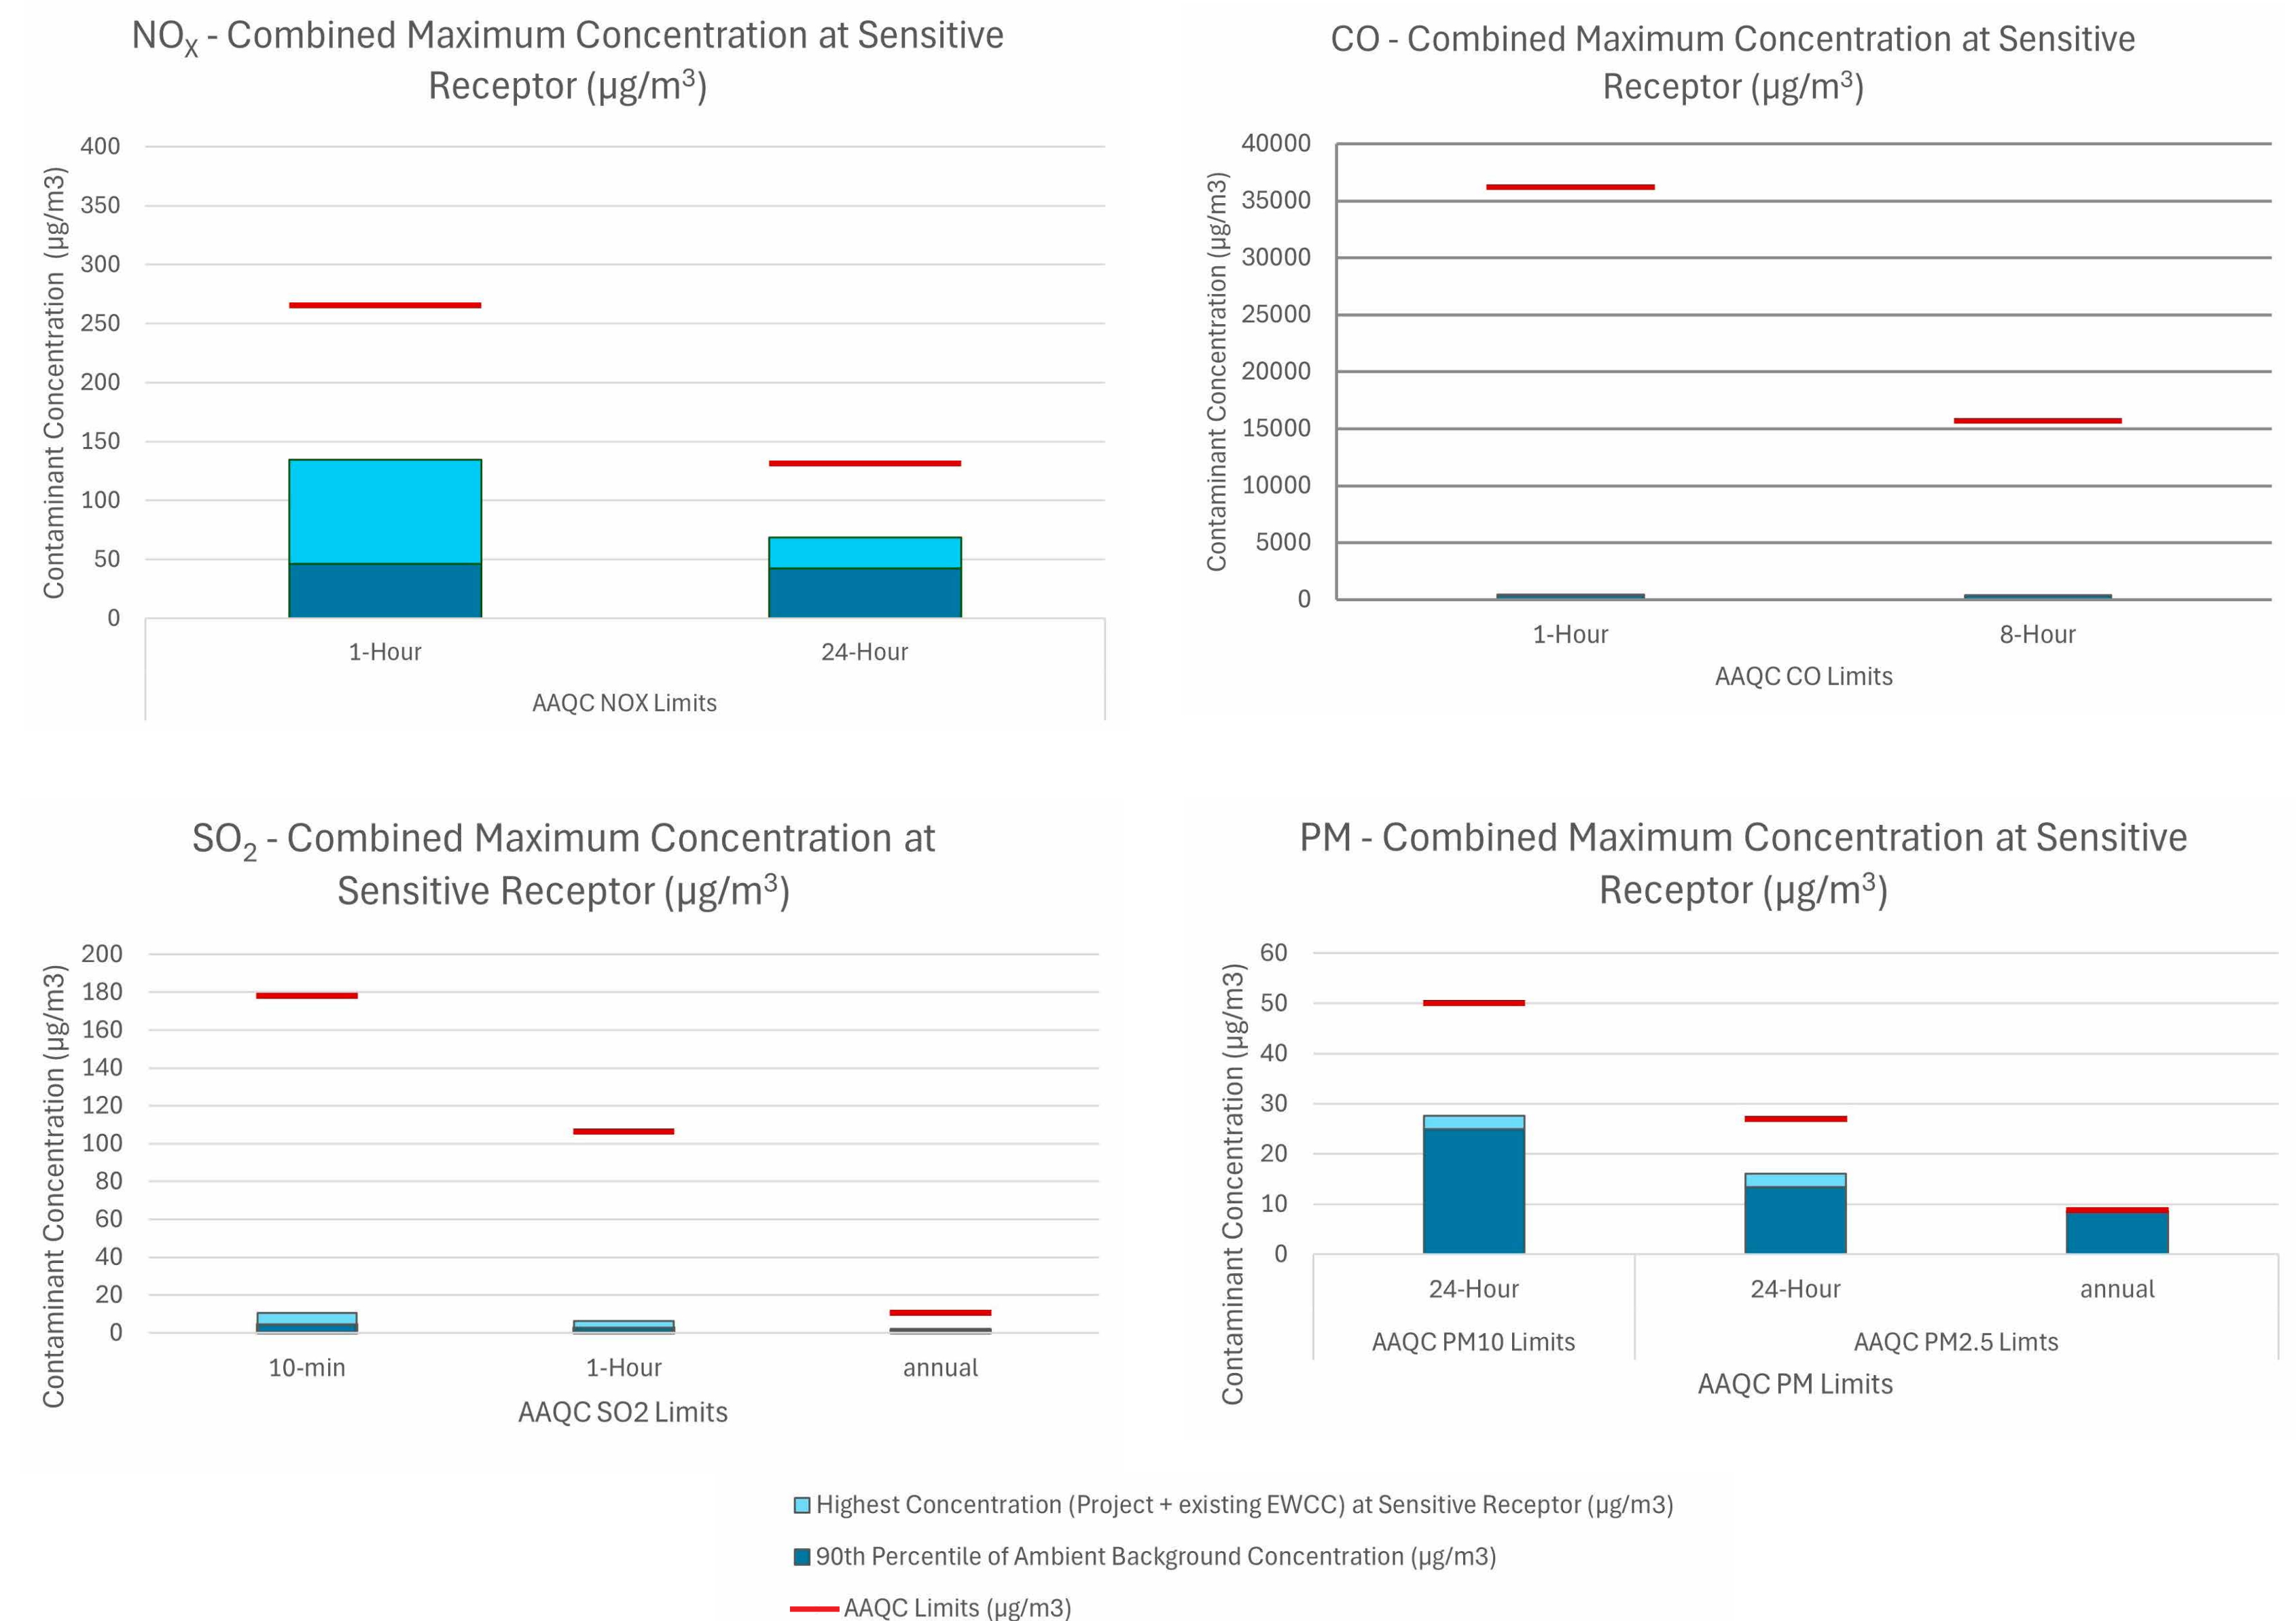 NOX - Combined Maximum Concentration at Sensitive
Receptor (µg/m3)
Contaminant Concentration (µg/m3)
400
350
300
250
200
150
100
50
0
1-Hour
24-Hour
AAQC NOX Limits
CO - Combined Maximum Concentration at Sensitive
Receptor (µg/m3)
Contaminant Concentration (µg/m3)
40000
35000
30000
25000
20000
15000
10000
5000
0
1-Hour
8-Hour
AAQC CO Limits
SO2 - Combined Maximum Concentration at
Sensitive Receptor (µg/m3)
Contaminant Concentration (µg/m3)
200
180
160
140
120
100
80
60
40
20
0
10-min
1-Hour
annual
AAQC SO2 Limits
PM - Combined Maximum Concentration at Sensitive
Receptor (µg/m3)
Contaminant Concentration (µg/m3)
60
50
40
30
20
10
0
24-Hour
24-Hour
annual
AAQC PM10 Limits
AAQC PM2.5 Limts
AAQC PM Limits
Highest Concentration (Project + existing EWCC) at Sensitive Receptor (µg/m3)
90th Percentile of Ambient Background Concentration (µg/m3)
AAQC Limits (µg/m3)